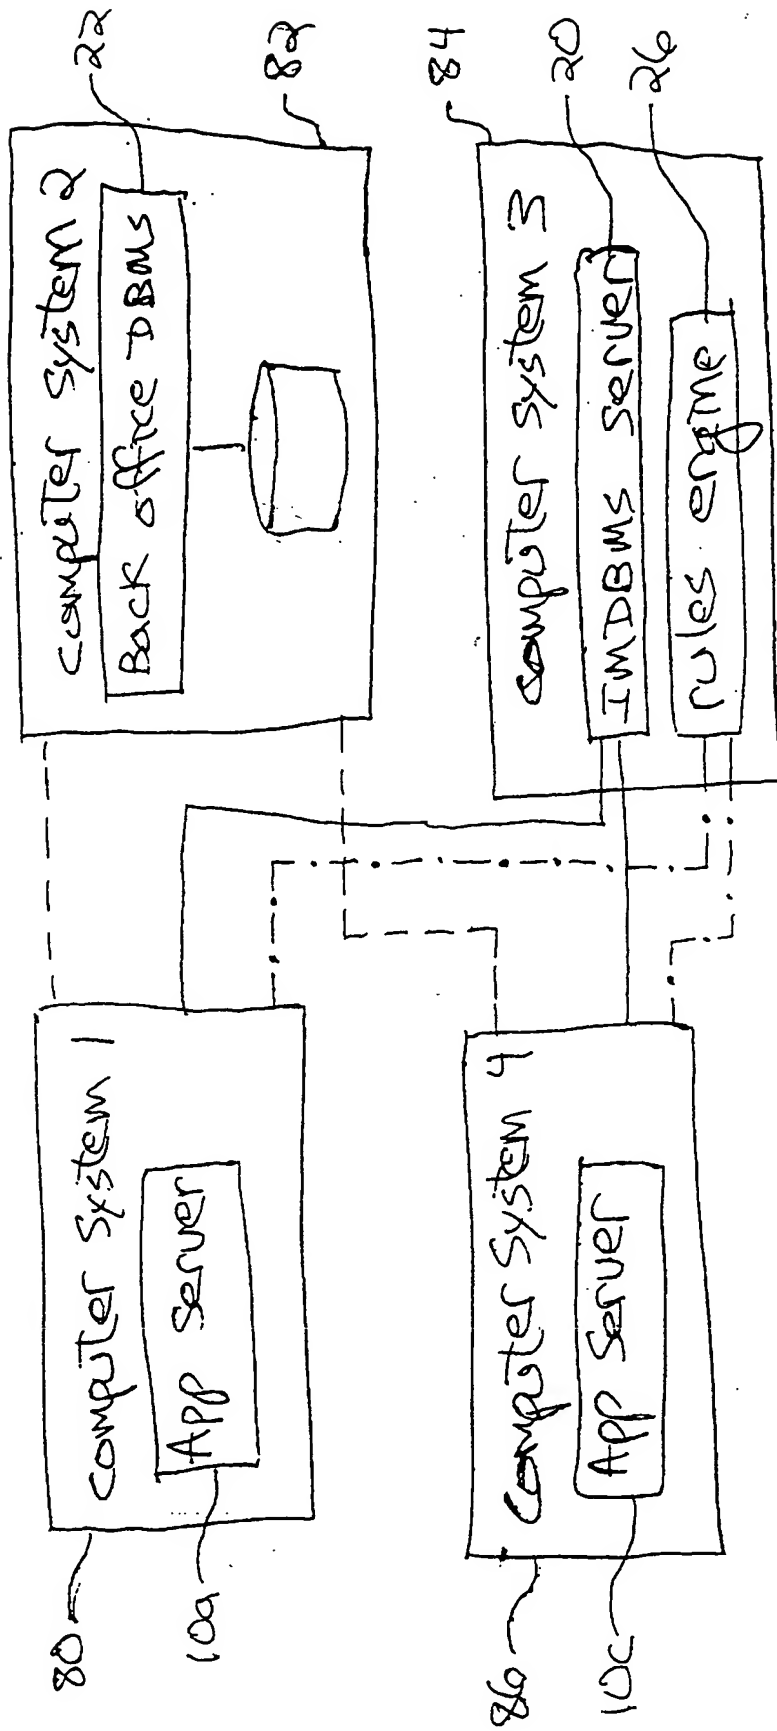 80
Computer System 1
App Server
10a
Computer System 2
Back office DBMS
22
82
86
Computer System 4
App Server
10c
Computer System 3
IMDBMS Server
rules engine
84
20
26